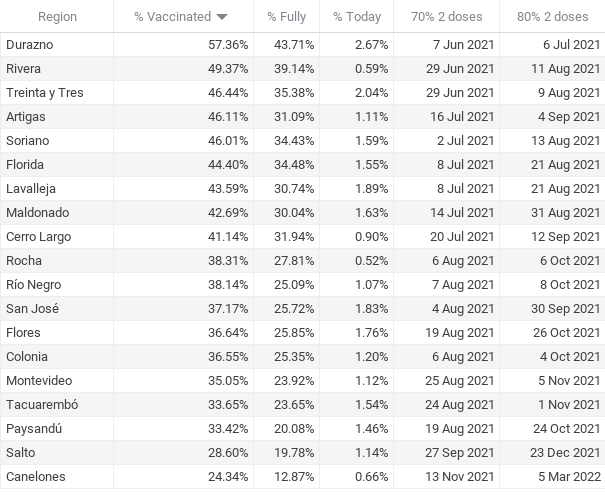 Region % Vaccinated % Fully % Today 70% 2 doses 80% 2 doses
Durazno 57.36% 43.71% 2.67% 7 Jun 2021 6 Jul 2021
Rivera 49.37% 39.14% 0.59% 29 Jun 2021 11 Aug 2021
Treinta y Tres 46.44% 35.38% 2.04% 29 Jun 2021 9 Aug 2021
Artigas 46.11% 31.09% 1.11% 16 Jul 2021 4 Sep 2021
Soriano 46.01% 34.43% 1.59% 2 Jul 2021 13 Aug 2021
Florida 44.40% 34.48% 1.55% 8 Jul 2021 21 Aug 2021
Lavalleja 43.59% 30.74% 1.89% 8 Jul 2021 21 Aug 2021
Maldonado 42.69% 30.04% 1.63% 14 Jul 2021 31 Aug 2021
Cerro Largo 41.14% 31.94% 0.90% 20 Jul 2021 12 Sep 2021
Rocha 38.31% 27.81% 0.52% 6 Aug 2021 6 Oct 2021
Río Negro 38.14% 25.09% 1.07% 7 Aug 2021 8 Oct 2021
San José 37.17% 25.72% 1.83% 4 Aug 2021 30 Sep 2021
Flores 36.64% 25.85% 1.76% 19 Aug 2021 26 Oct 2021
Colonia 36.55% 25.35% 1.20% 6 Aug 2021 4 Oct 2021
Montevideo 35.05% 23.92% 1.12% 25 Aug 2021 5 Nov 2021
Tacuarembó 33.65% 23.65% 1.54% 24 Aug 2021 1 Nov 2021
Paysandú 33.42% 20.08% 1.46% 19 Aug 2021 24 Oct 2021
Salto 28.60% 19.78% 1.14% 27 Sep 2021 23 Dec 2021
Canelones 24.34% 12.87% 0.66% 13 Nov 2021 5 Mar 2022